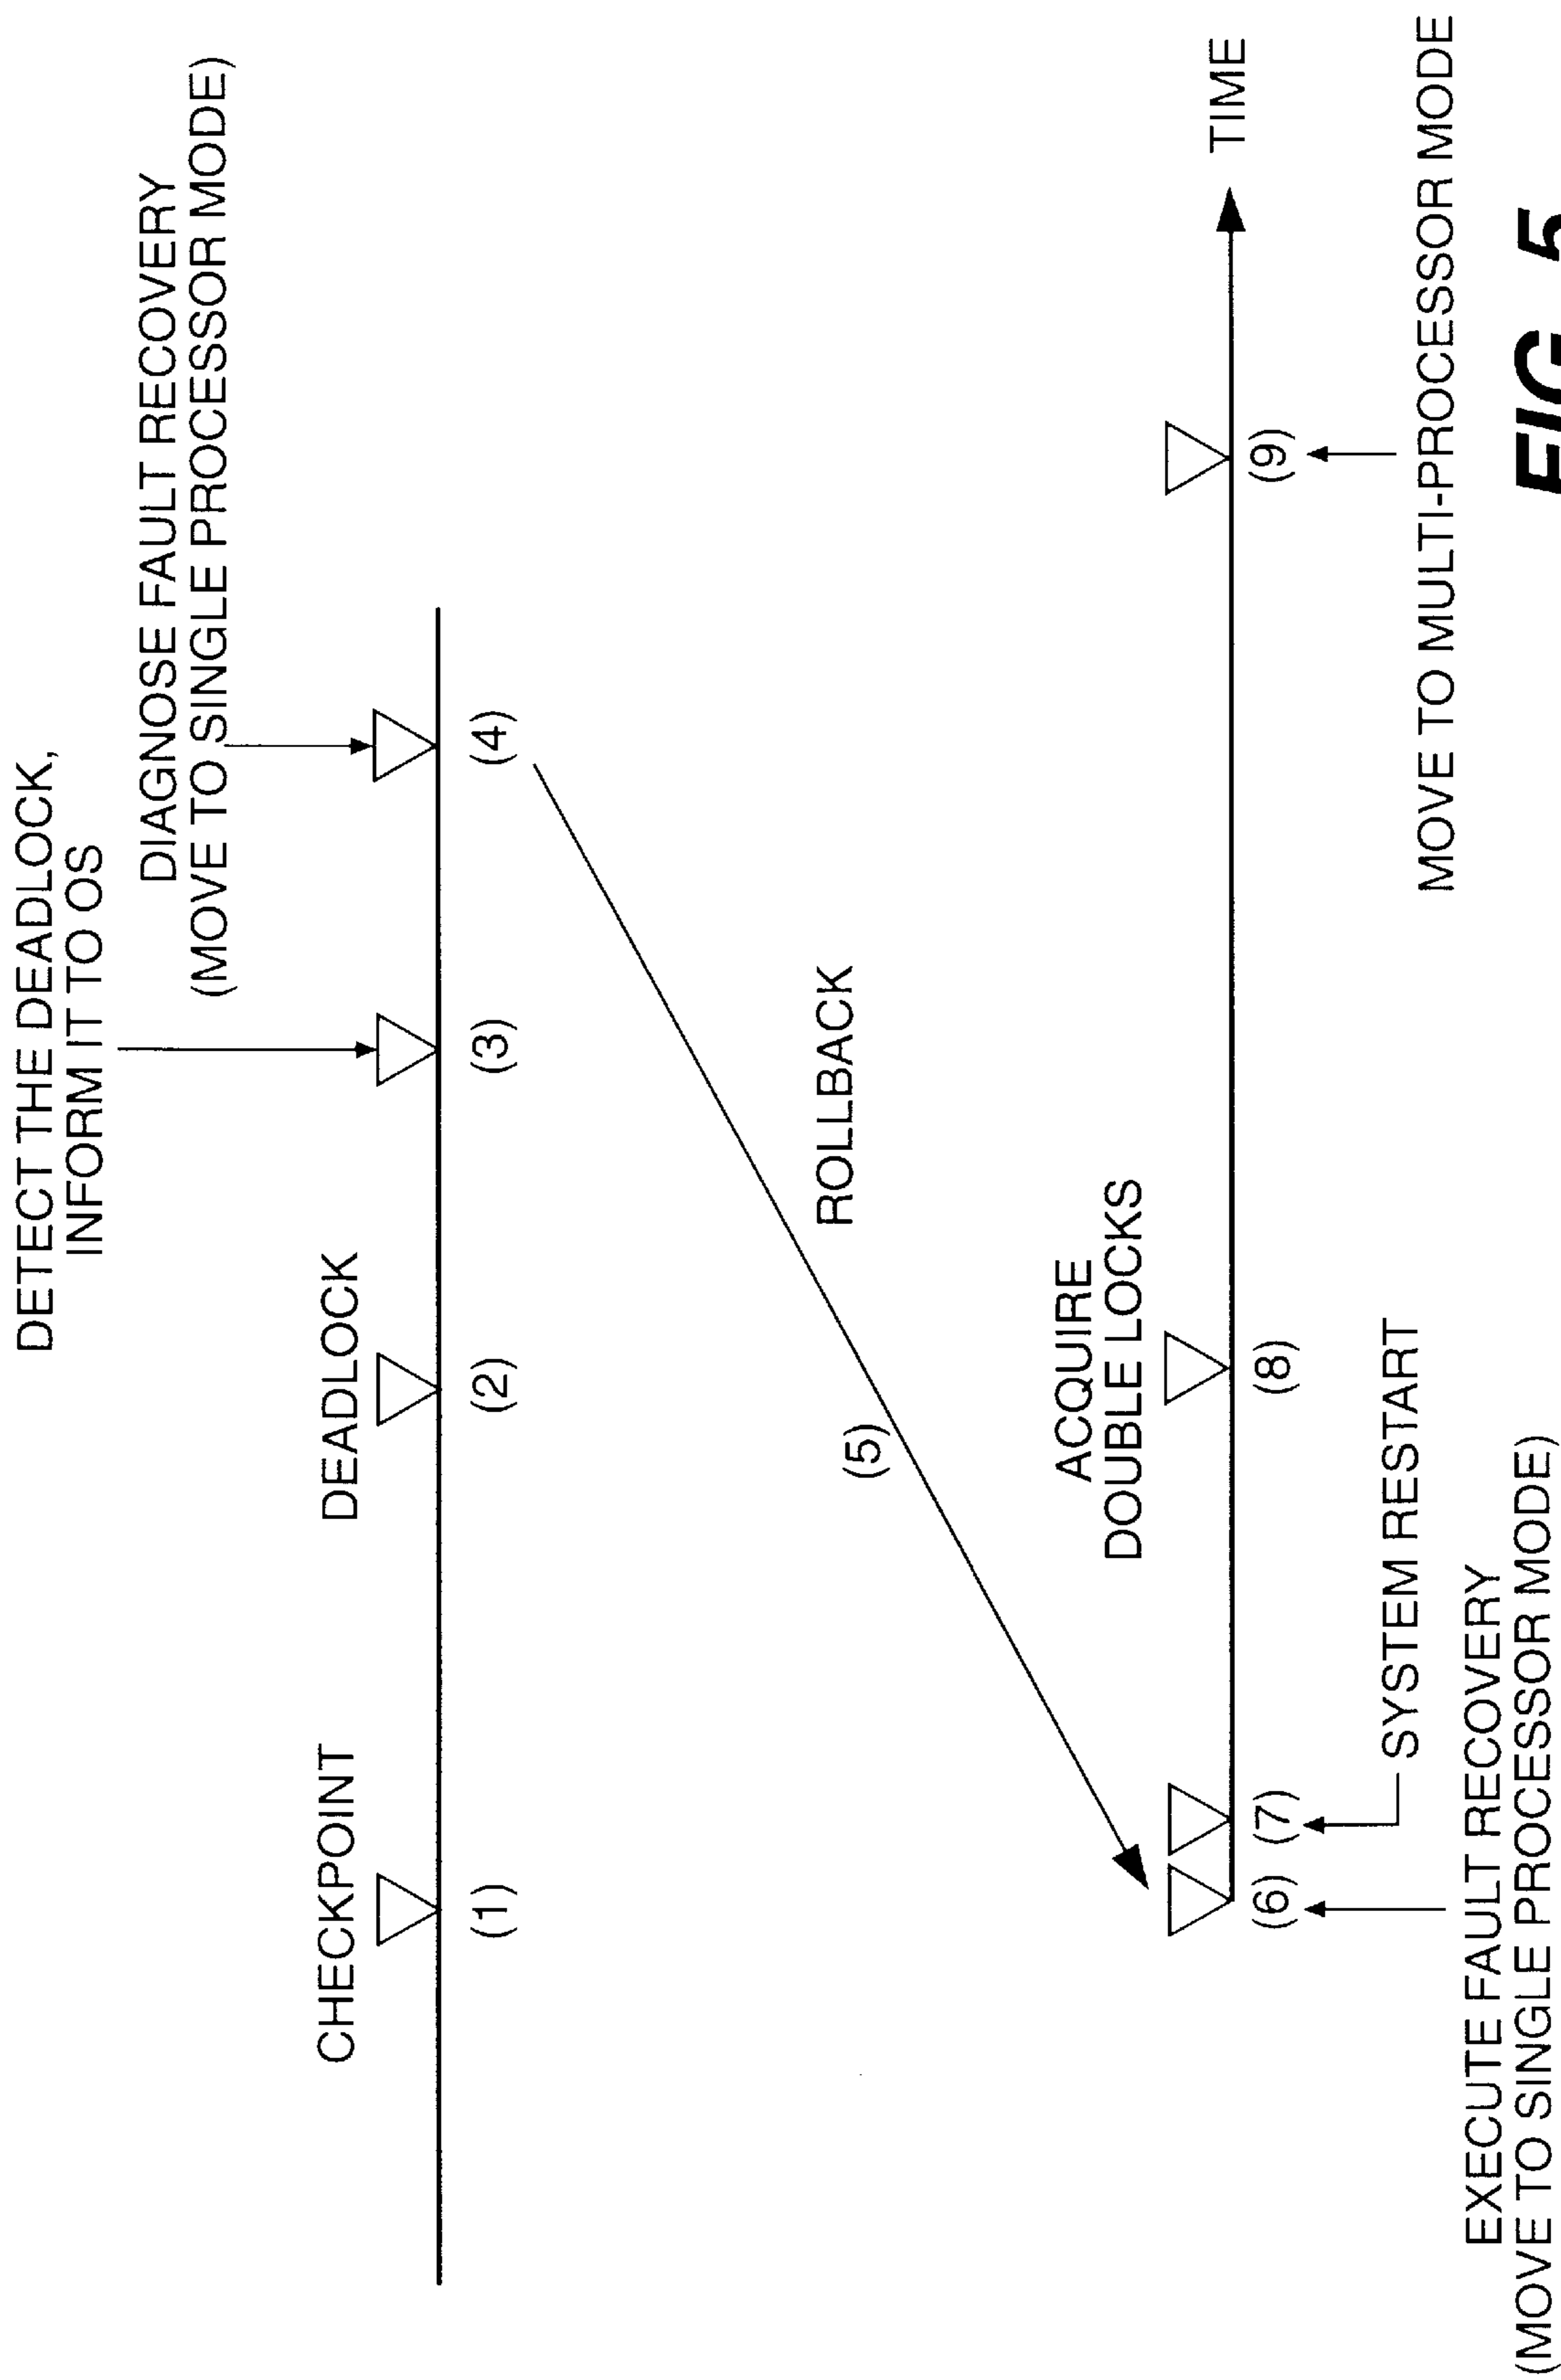 DETECT THE DEADLOCK,
INFORM IT TO OS
DIAGNOSE FAULT RECOVERY
(MOVE TO SINGLE PROCESSOR MODE)
CHECKPOINT
DEADLOCK
(1)
(2)
(3)
(4)
ROLLBACK
(5)
ACQUIRE
DOUBLE LOCKS
TIME
(6)
(7)
(8)
(9)
SYSTEM RESTART
MOVE TO MULTI-PROCESSOR MODE
EXECUTE FAULT RECOVERY
(MOVE TO SINGLE PROCESSOR MODE)
FIG. 5